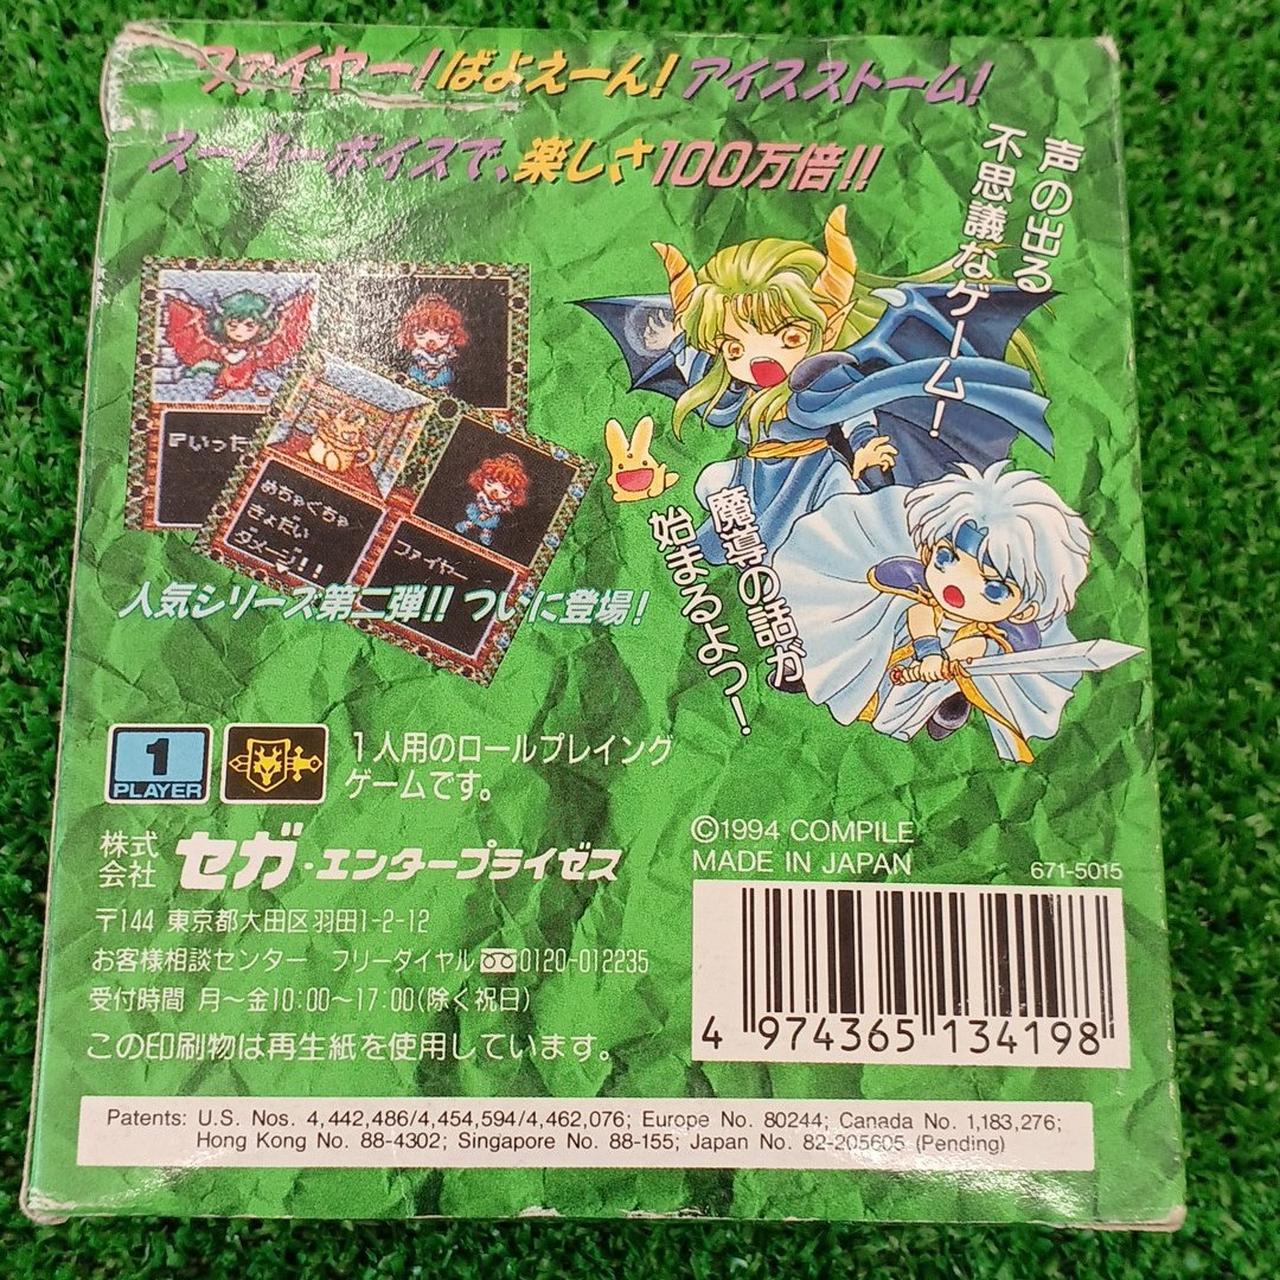 ファイヤー!ばよえーん!アイスストーム!
スーパーボイスで、楽しさ100万倍!!
声の出る
不思議なゲーム!
魔導の話が
始まるよっ!
いった
めちゃぐちゃ
きょだい
ダメージ!!
ファイヤー
人気シリーズ第二弾!!ついに登場!
1
PLAYER
1人用のロールプレイング
ゲームです。
株式
会社
セガ・エンタープライゼス
〒144 東京都大田区羽田1-2-12
お客様相談センター フリーダイヤル 0120-012235
受付時間 月〜金10:00〜17:00(除く祝日)
この印刷物は再生紙を使用しています。
©1994 COMPILE
MADE IN JAPAN
671-5015
4 974365 134198
Patents: U.S. Nos. 4,442,486/4,454,594/4,462,076; Europe No. 80244; Canada No. 1,183,276;
Hong Kong No. 88-4302; Singapore No. 88-155; Japan No. 82-205605 (Pending)